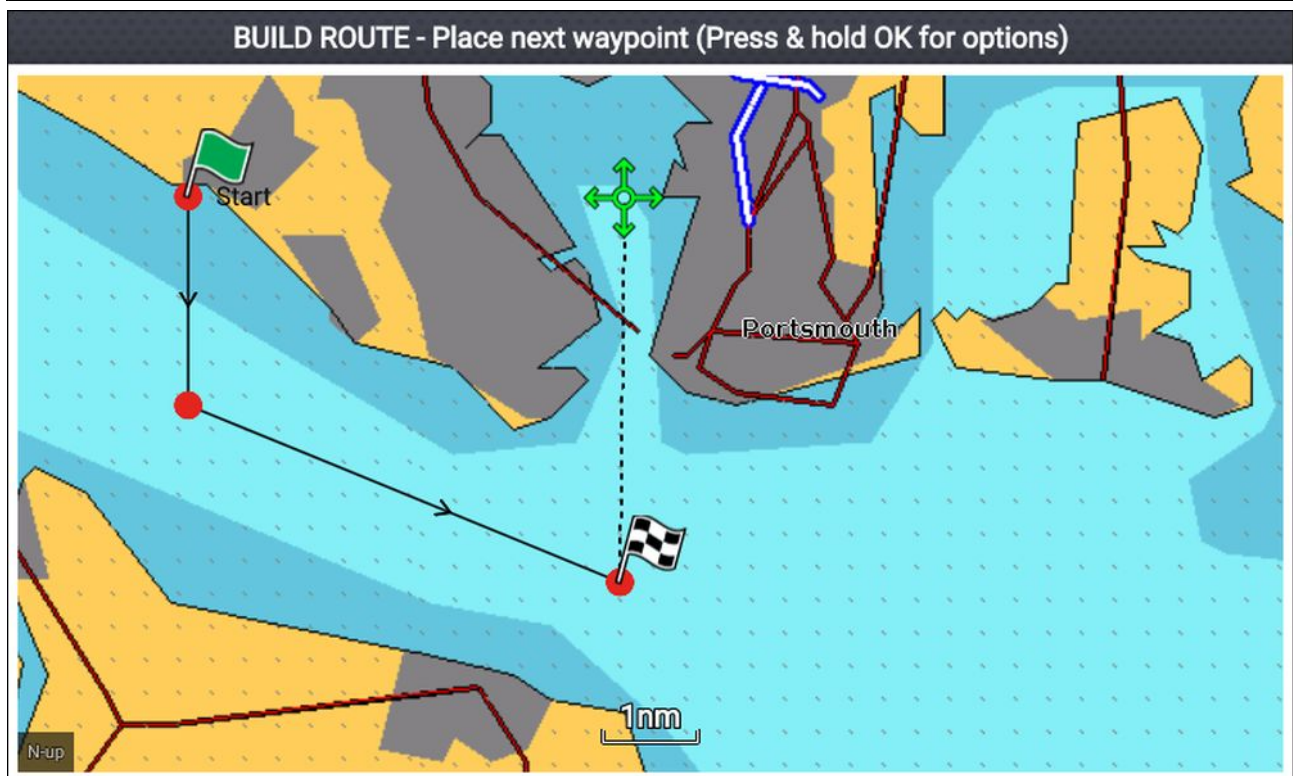 BUILD ROUTE - Place next waypoint (Press & hold OK for options)
Start
Portsmouth
1nm
N-up